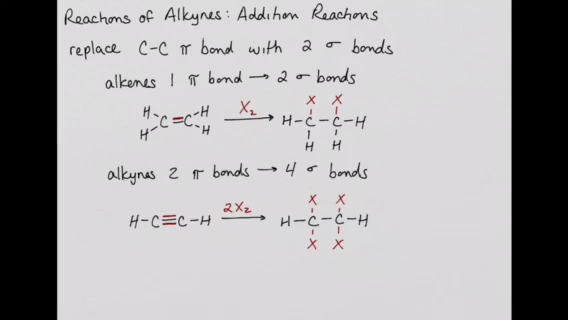 Reactions of Alkynes: Addition Reactions
replace C-C π bond with 2 σ bonds
alkenes 1 π bond → 2 σ bonds
H H X X
C=C X₂ → H-C-C-H
H H H H
alkynes 2 π bonds → 4 σ bonds
X X
H-C≡C-H 2X₂ → H-C-C-H
X X